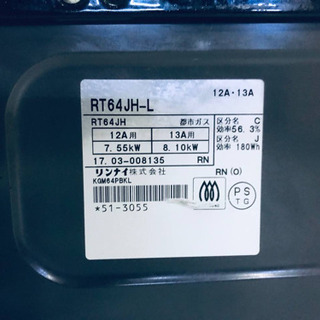 12A・13A
RT64JH-L
RT64JH 都市ガス
12A用 13A用
7.55kW 8.10kW
区分名 C
効率56.3%
区分名 J
効率 180Wh
17.03-008135 RN
リンナイ株式会社
KGM64PBKL
RN (O)
*51-3055
PS
TG